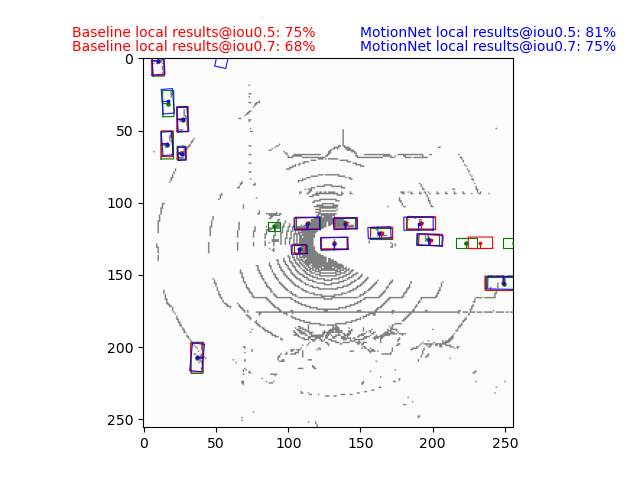 Baseline local results@iou0.5: 75% MotionNet local results@iou0.5: 81%
Baseline local results@iou0.7: 68% MotionNet local results@iou0.7: 75%
0
50
100
150
200
250
0 50 100 150 200 250